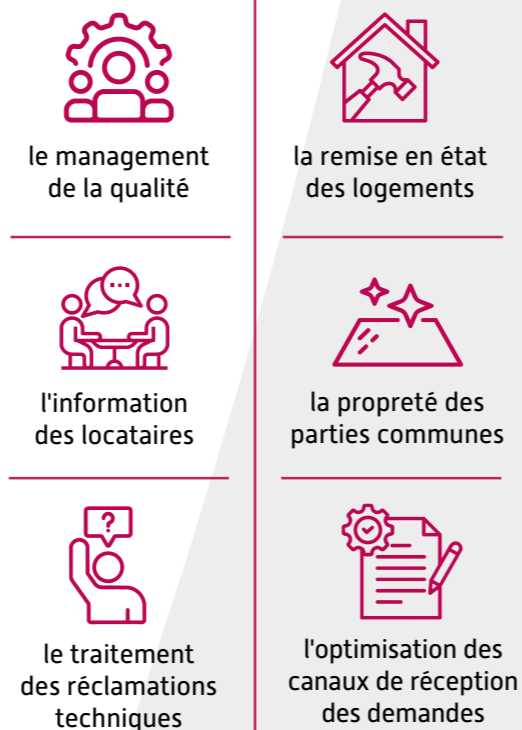 le management
de la qualité
la remise en état
des logements
l'information
des locataires
la propreté des
parties communes
?
le traitement
des réclamations
techniques
l'optimisation des
canaux de réception
des demandes